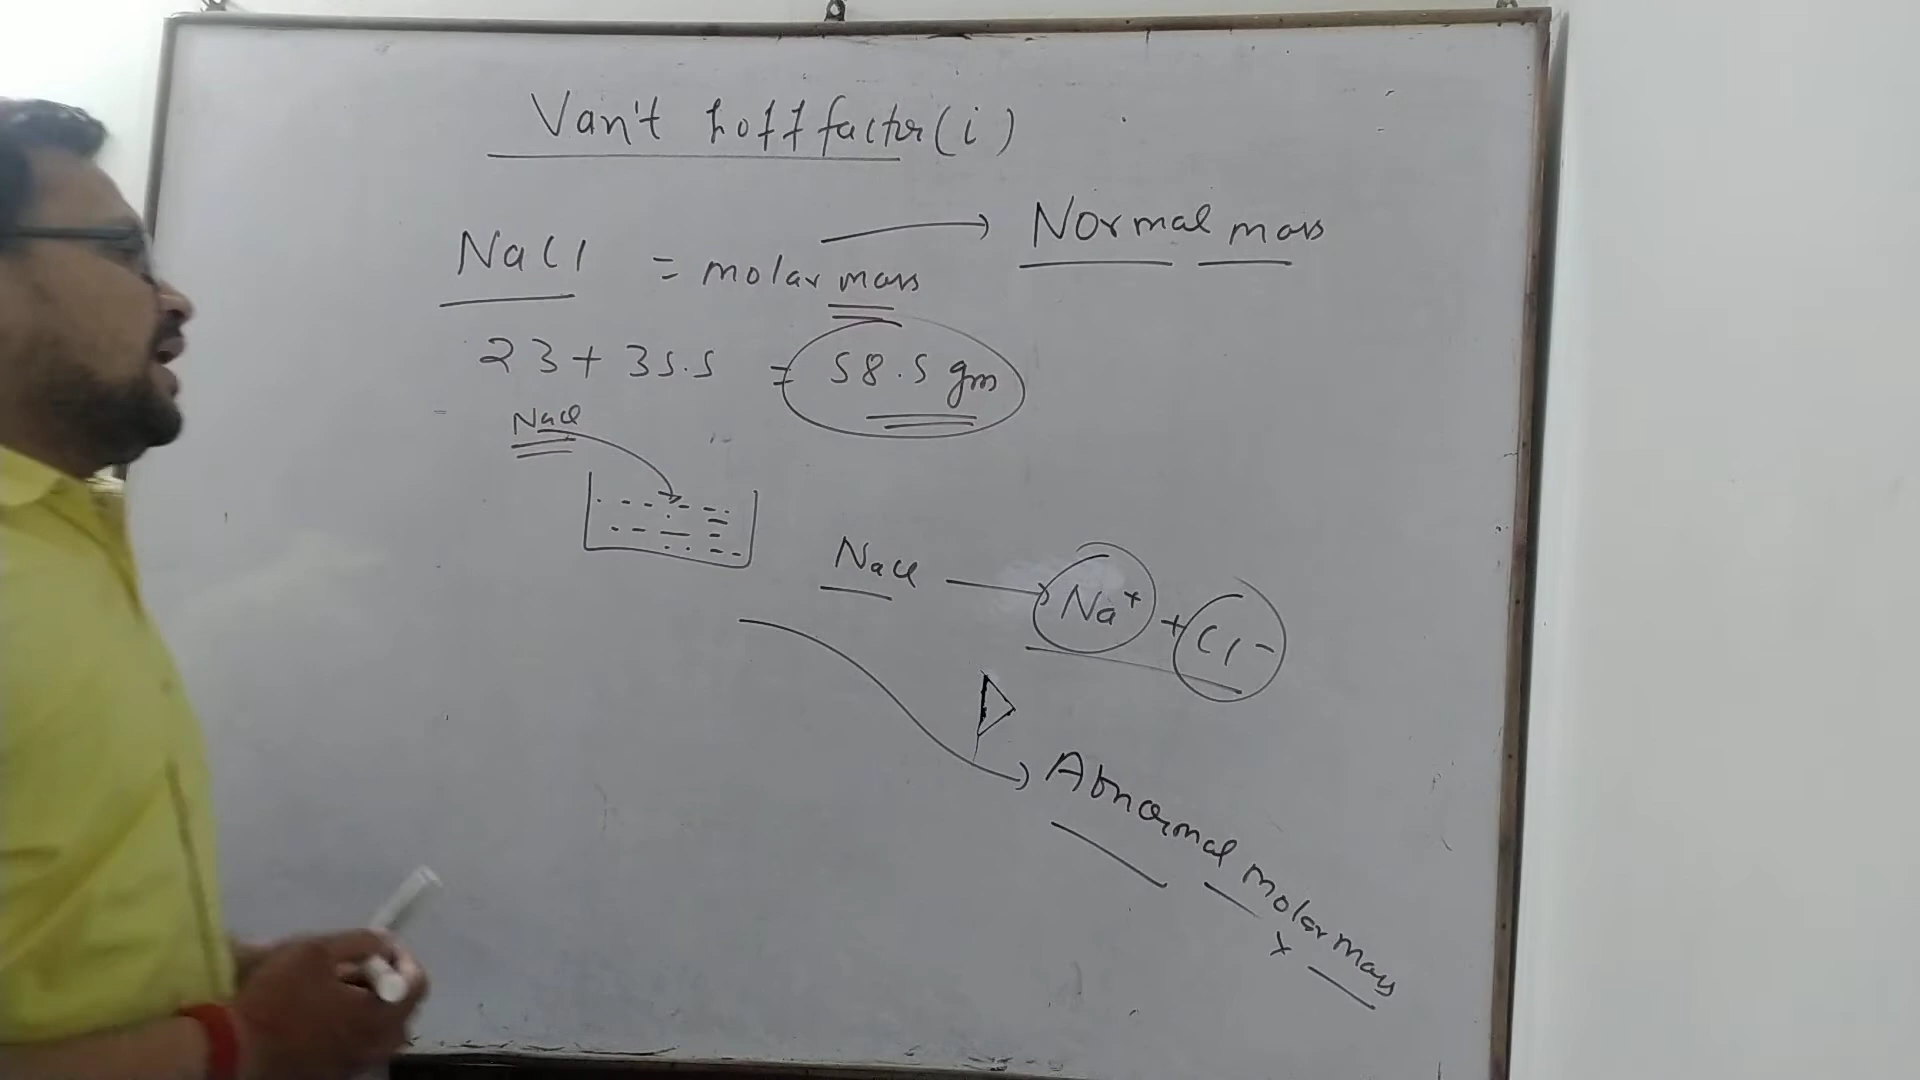 Van't hoff factor (i)
NaCl = molar mass → Normal mass
23 + 35.5 = 58.5 gm
NaCl
NaCl → Na+ + Cl-
Abnormal molar mass